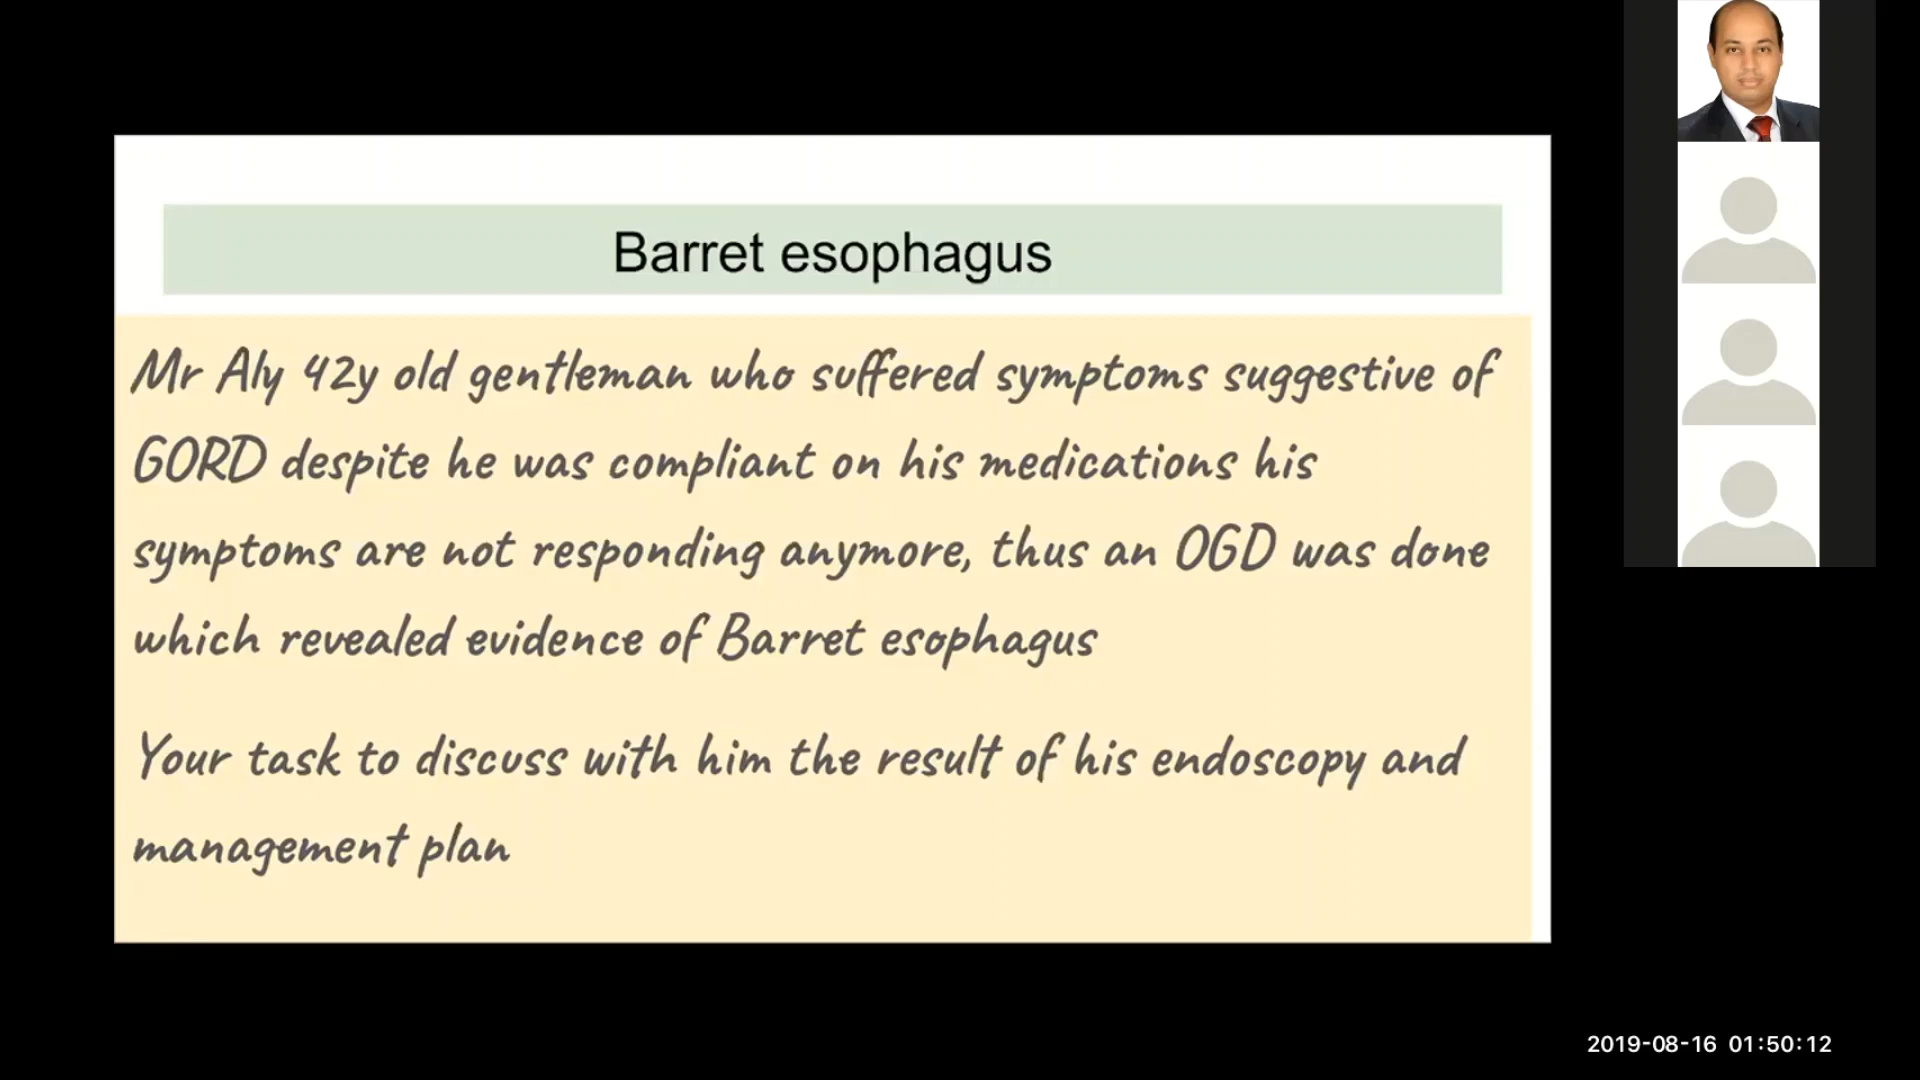 Barret esophagus
Mr Aly 42y old gentleman who suffered symptoms suggestive of
GORD despite he was compliant on his medications his
symptoms are not responding anymore, thus an OGD was done
which revealed evidence of Barret esophagus
Your task to discuss with him the result of his endoscopy and
management plan
2019-08-16 01:50:12